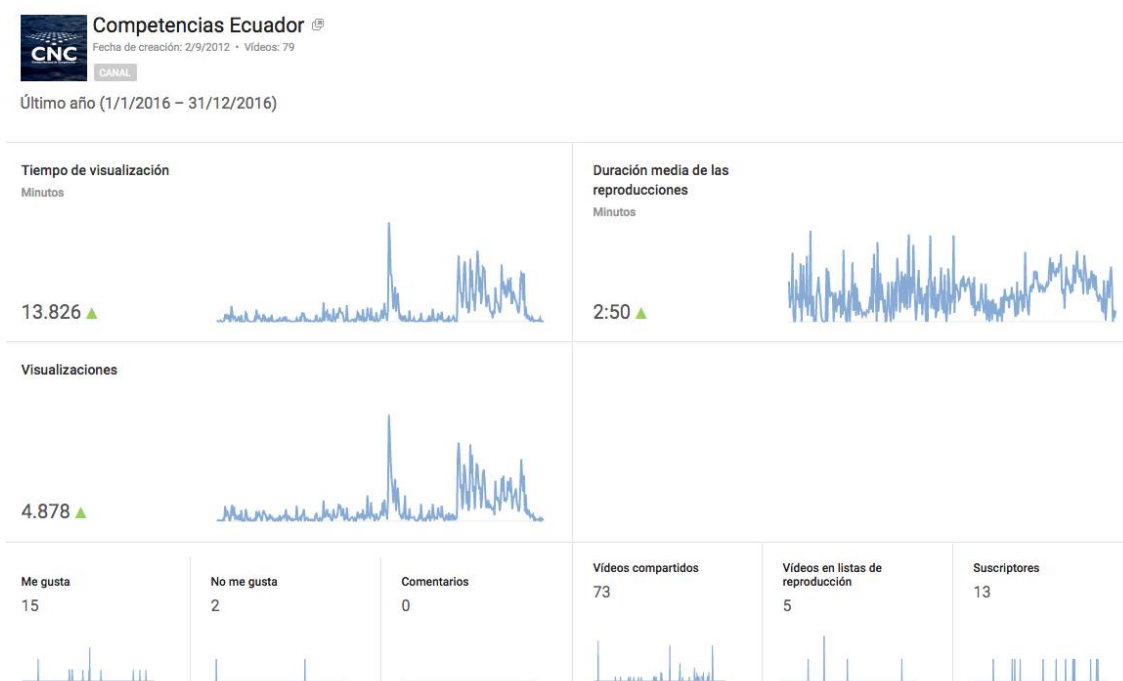 Competencias Ecuador
CNC
Fecha de creación: 2/9/2012 • Vídeos: 79
CANAL
Último año (1/1/2016 – 31/12/2016)
Tiempo de visualización
Minutos
13.826
Duración media de las
reproducciones
Minutos
2:50
Visualizaciones
4.878
Me gusta
15
No me gusta
2
Comentarios
0
Vídeos compartidos
73
Vídeos en listas de
reproducción
5
Suscriptores
13